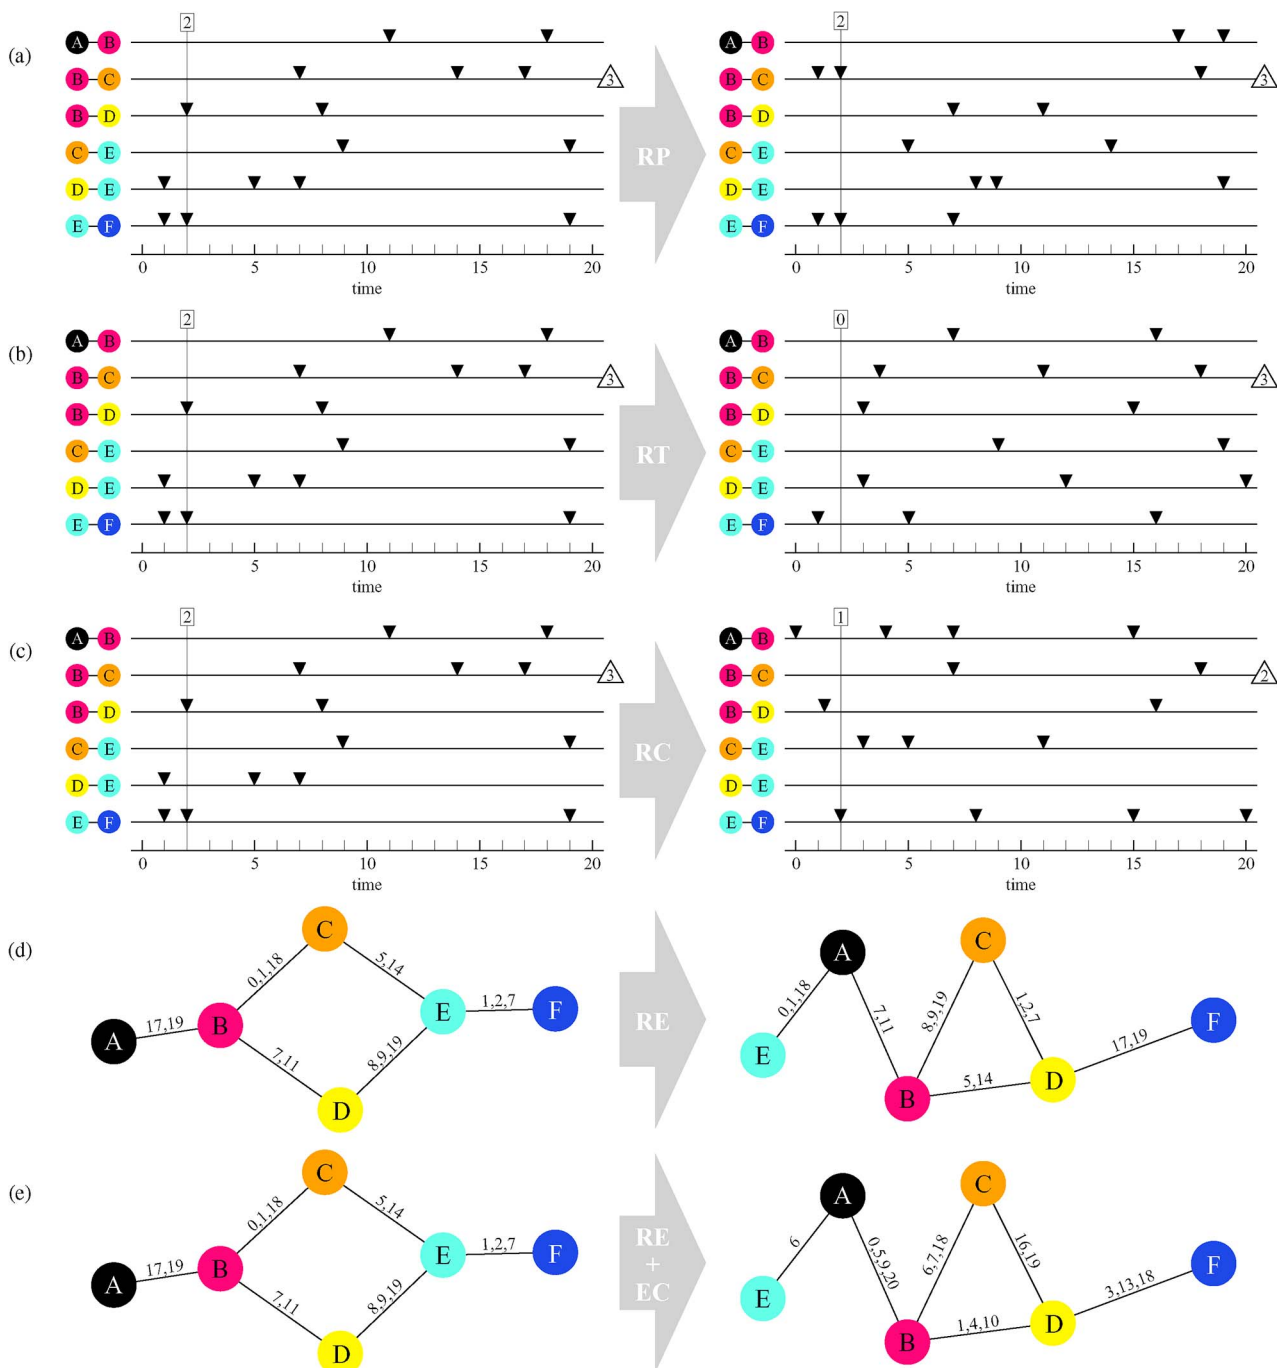 2 2
(a) A B A B
B C 3 B C 3
B D B D
C E RP C E
D E D E
E F E F
0 5 10 15 20 0 5 10 15 20
time time
2 0
(b) A B A B
B C 3 B C 3
B D B D
C E RT C E
D E D E
E F E F
0 5 10 15 20 0 5 10 15 20
time time
2 1
(c) A B A B
B C 3 B C 2
B D B D
C E RC C E
D E D E
E F E F
0 5 10 15 20 0 5 10 15 20
time time
(d)
C
0,1,18 5,14
A 17,19 B E 1,2,7 F
7,11 8,9,19
D
RE
A C
0,1,18 7,11 8,9,19 1,2,7
E B 5,14 D 17,19 F
(e)
C
0,1,18 5,14
A 17,19 B E 1,2,7 F
7,11 8,9,19
D
RE
+
EC
A C
6 0,5,9,20 6,7,18 16,19
E B 1,4,10 D 3,13,18 F